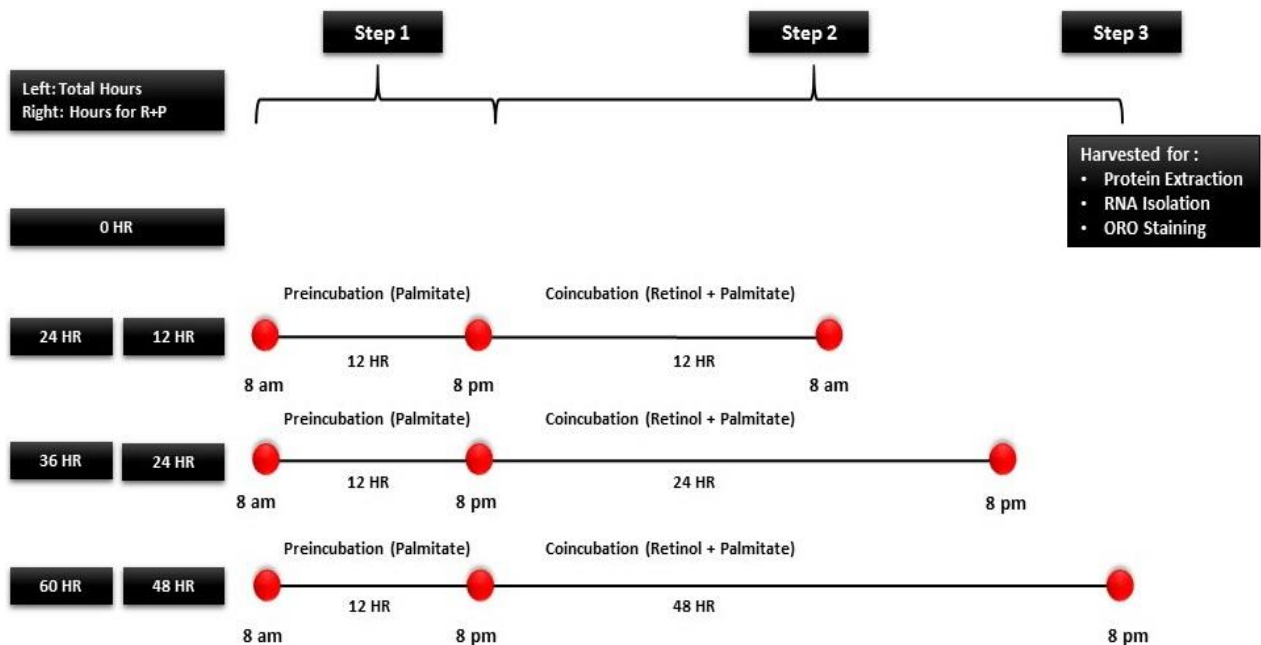 Step 1
Step 2
Step 3
Left: Total Hours
Right: Hours for R+P
Harvested for :
• Protein Extraction
• RNA Isolation
• ORO Staining
0 HR
Preincubation (Palmitate)
Coincubation (Retinol + Palmitate)
24 HR
12 HR
12 HR
12 HR
8 am
8 pm
8 am
Preincubation (Palmitate)
Coincubation (Retinol + Palmitate)
36 HR
24 HR
12 HR
24 HR
8 am
8 pm
8 pm
Preincubation (Palmitate)
Coincubation (Retinol + Palmitate)
60 HR
48 HR
12 HR
48 HR
8 am
8 pm
8 pm